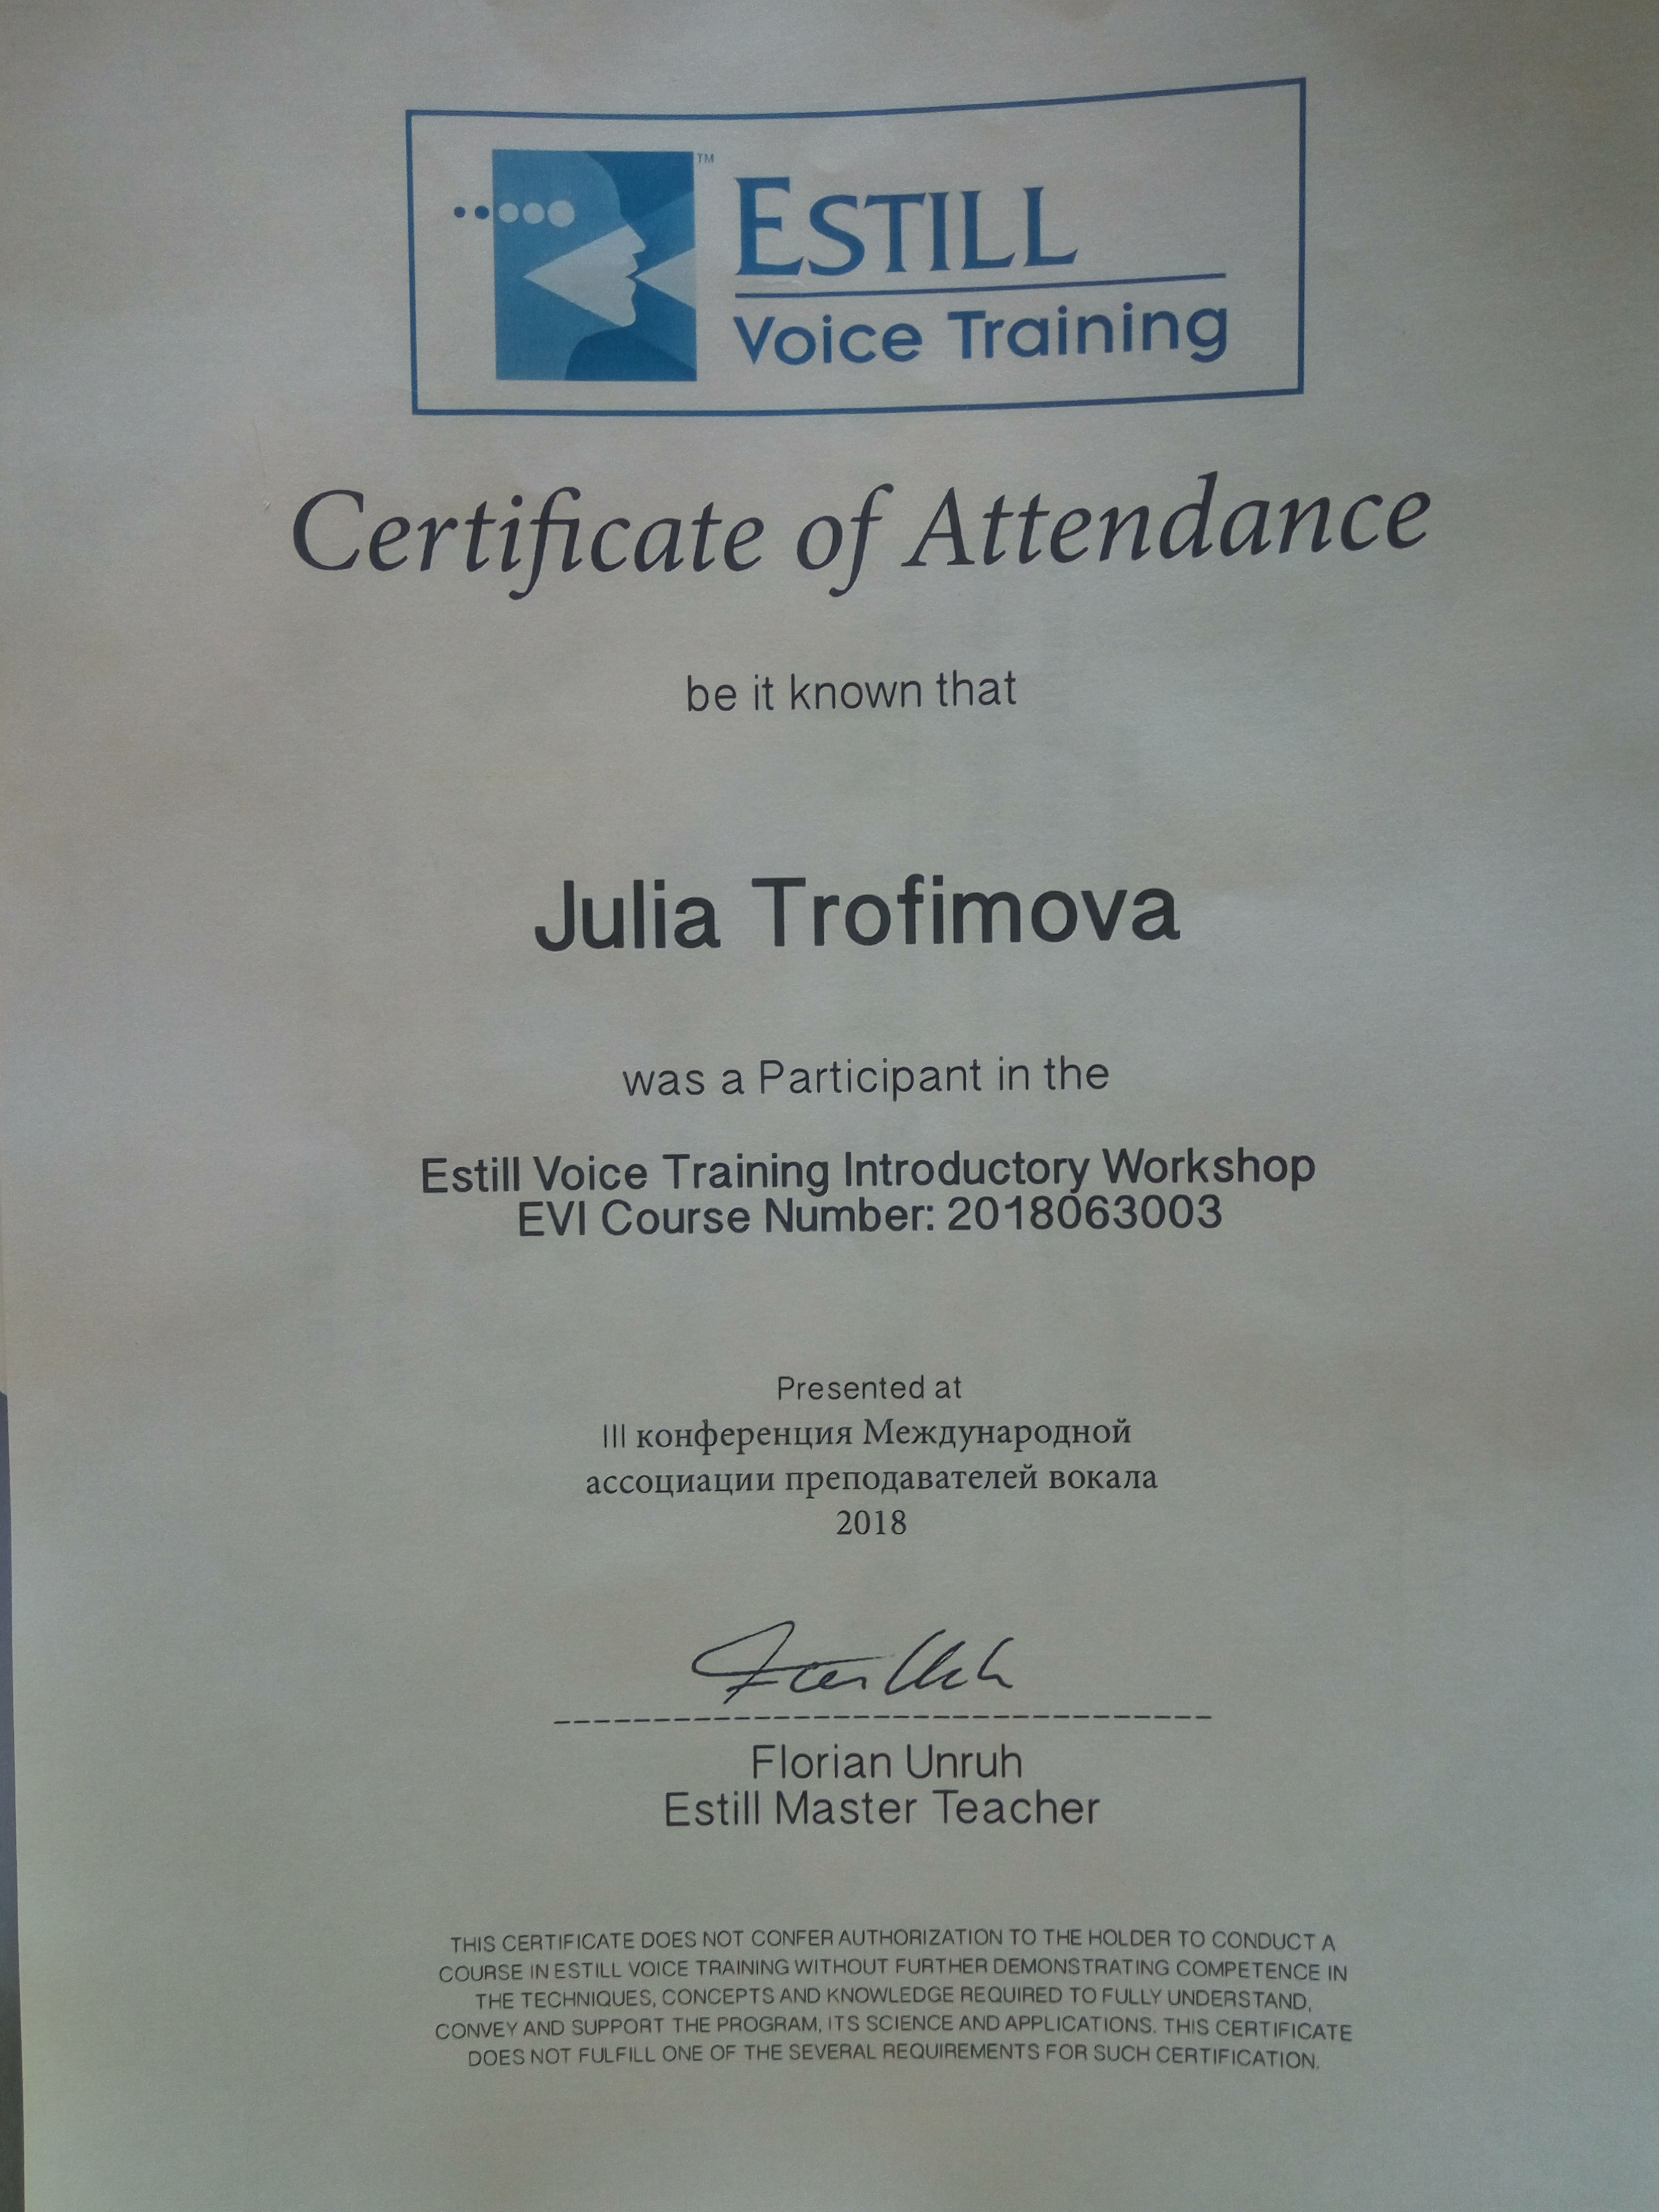 ESTILL
Voice Training
TM
Certificate of Attendance
be it known that
Julia Trofimova
was a Participant in the
Estill Voice Training Introductory Workshop
EVI Course Number: 2018063003
Presented at
III конференция Международной
ассоциации преподавателей вокала
2018
Florian Unruh
Estill Master Teacher
THIS CERTIFICATE DOES NOT CONFER AUTHORIZATION TO THE HOLDER TO CONDUCT A
COURSE IN ESTILL VOICE TRAINING WITHOUT FURTHER DEMONSTRATING COMPETENCE IN
THE TECHNIQUES, CONCEPTS AND KNOWLEDGE REQUIRED TO FULLY UNDERSTAND,
CONVEY AND SUPPORT THE PROGRAM, ITS SCIENCE AND APPLICATIONS. THIS CERTIFICATE
DOES NOT FULFILL ONE OF THE SEVERAL REQUIREMENTS FOR SUCH CERTIFICATION.